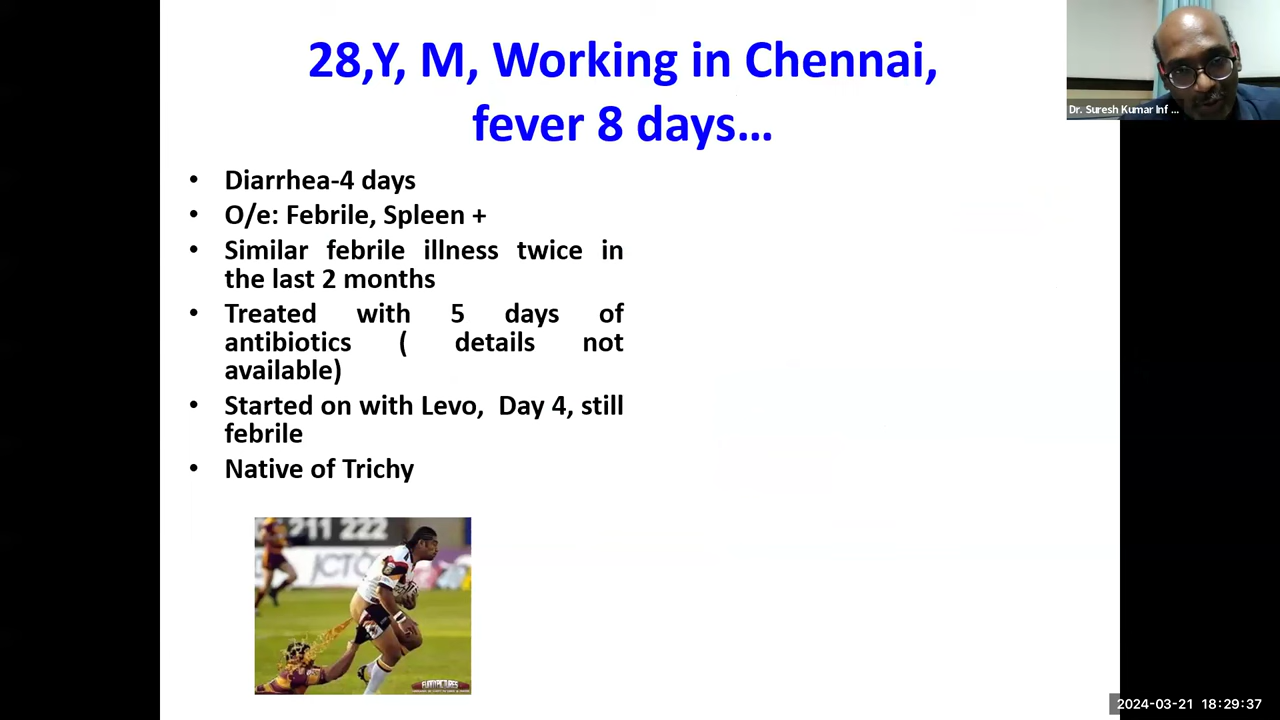 28,Y, M, Working in Chennai,
fever 8 days...
Dr. Suresh Kumar Inf ...
• Diarrhea-4 days
• O/e: Febrile, Spleen +
• Similar febrile illness twice in
the last 2 months
• Treated with 5 days of
antibiotics ( details not
available)
• Started on with Levo, Day 4, still
febrile
• Native of Trichy
211 222
JCTC
FUNNYPICTURES
2024-03-21 18:29:37